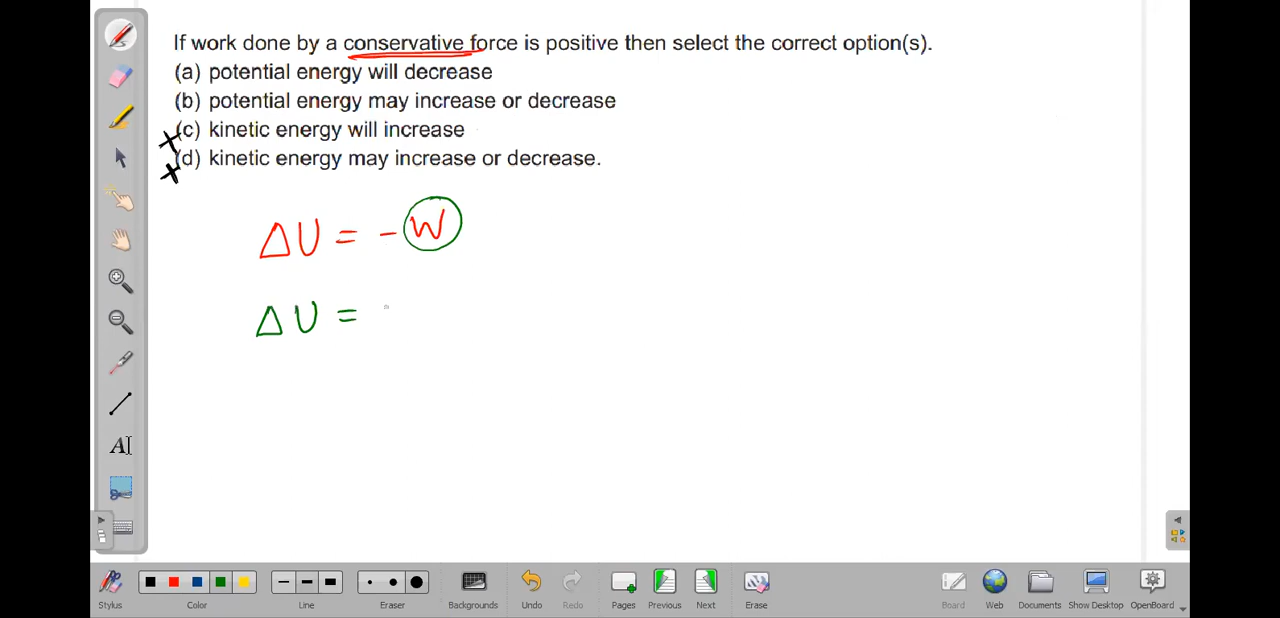 If work done by a conservative force is positive then select the correct option(s).
(a) potential energy will decrease
(b) potential energy may increase or decrease
(c) kinetic energy will increase
(d) kinetic energy may increase or decrease.
ΔU = -W
ΔU =
A
Stylus Color Line Eraser Backgrounds Undo Redo Pages Previous Next Erase Board Web Documents Show Desktop OpenBoard